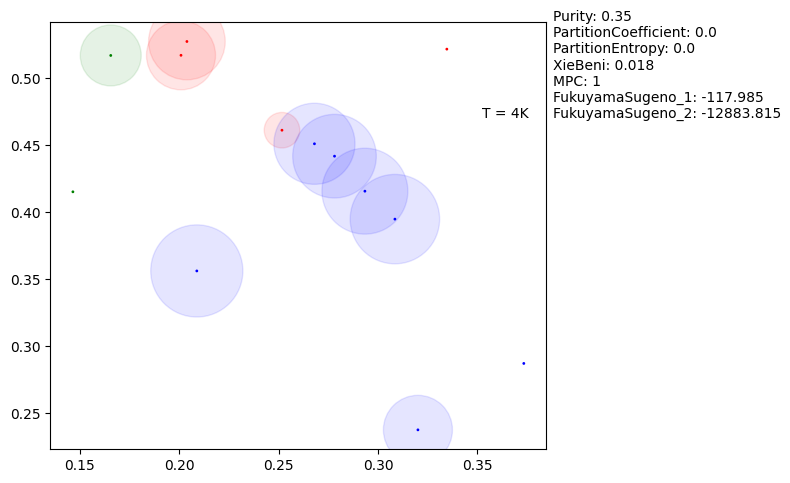 Purity: 0.35
PartitionCoefficient: 0.0
PartitionEntropy: 0.0
XieBeni: 0.018
MPC: 1
FukuyamaSugeno_1: -117.985
FukuyamaSugeno_2: -12883.815
T = 4K
0.50
0.45
0.40
0.35
0.30
0.25
0.15 0.20 0.25 0.30 0.35